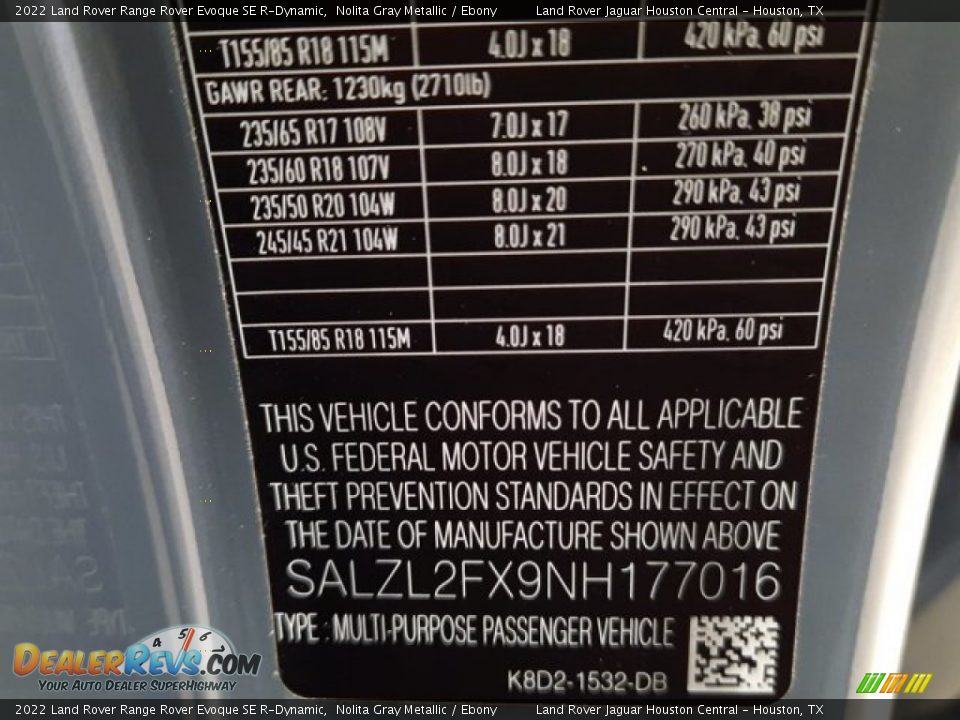 2022 Land Rover Range Rover Evoque SE R-Dynamic, Nolita Gray Metallic / Ebony Land Rover Jaguar Houston Central - Houston, TX
T155/85 R18 115M 4.0J x 18 420 kPa, 60 psi
GAWR REAR: 1230kg (2710lb)
235/65 R17 108V 7.0J x 17 260 kPa, 38 psi
235/60 R18 107V 8.0J x 18 270 kPa, 40 psi
235/50 R20 104W 8.0J x 20 290 kPa, 43 psi
245/45 R21 104W 8.0J x 21 290 kPa, 43 psi
T155/85 R18 115M 4.0J x 18 420 kPa, 60 psi
THIS VEHICLE CONFORMS TO ALL APPLICABLE
U.S. FEDERAL MOTOR VEHICLE SAFETY AND
THEFT PREVENTION STANDARDS IN EFFECT ON
THE DATE OF MANUFACTURE SHOWN ABOVE
SALZL2FX9NH177016
TYPE : MULTI-PURPOSE PASSENGER VEHICLE
K8D2-1532-DB
4 5 6
DEALERREVS.COM
YOUR AUTO DEALER SUPERHIGHWAY
2022 Land Rover Range Rover Evoque SE R-Dynamic, Nolita Gray Metallic / Ebony Land Rover Jaguar Houston Central - Houston, TX